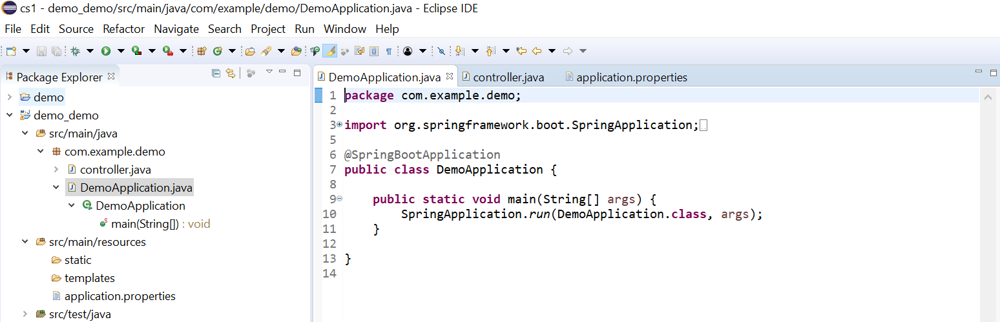 cs1 - demo_demo/src/main/java/com/example/demo/DemoApplication.java - Eclipse IDE
File Edit Source Refactor Navigate Search Project Run Window Help
Package Explorer
demo
demo_demo
src/main/java
com.example.demo
controller.java
DemoApplication.java
DemoApplication
main(String[]) : void
src/main/resources
static
templates
application.properties
src/test/java
DemoApplication.java controller.java application.properties
1 package com.example.demo;
2
3 import org.springframework.boot.SpringApplication;
5
6 @SpringBootApplication
7 public class DemoApplication {
8
9 public static void main(String[] args) {
10 SpringApplication.run(DemoApplication.class, args);
11 }
12
13 }
14